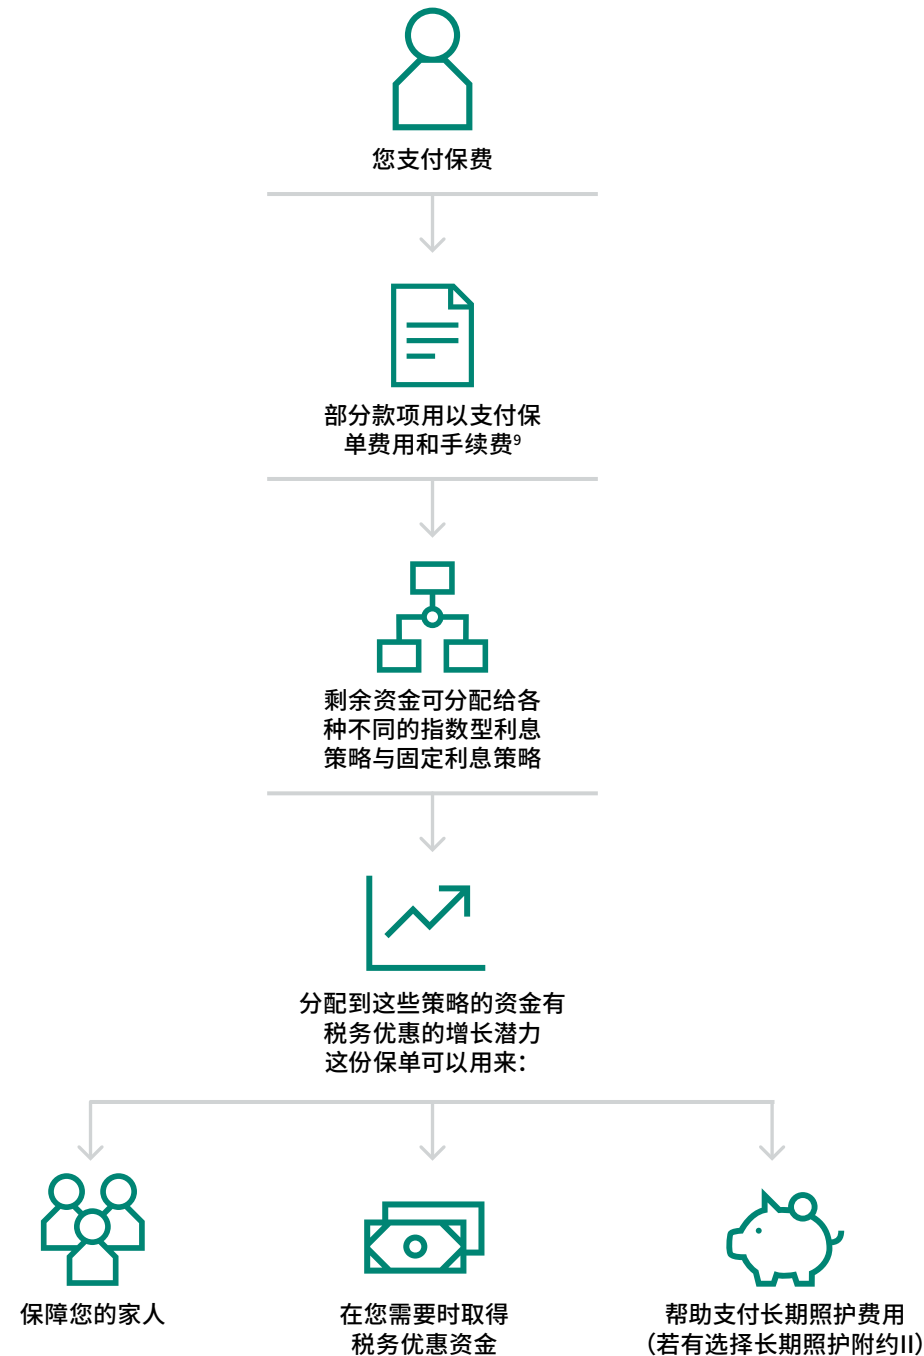 您支付保费
部分款项用以支付保
单费用和手续费⁹
剩余资金可分配给各
种不同的指数型利息
策略与固定利息策略
分配到这些策略的资金有
税务优惠的增长潜力
这份保单可以用来：
保障您的家人
在您需要时取得
税务优惠资金
帮助支付长期照护费用
（若有选择长期照护附约II）